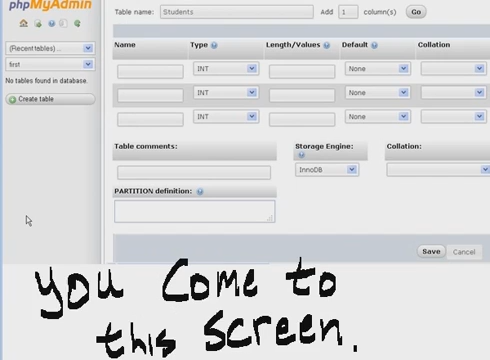 phpMyAdmin
Table name: Students Add 1 column(s) Go
(Recent tables)...
first
No tables found in database.
Create table
Name Type Length/Values Default Collation
INT None
INT None
INT None
Table comments: Storage Engine: Collation:
InnoDB
PARTITION definition:
Save Cancel
you Come to
this screen.